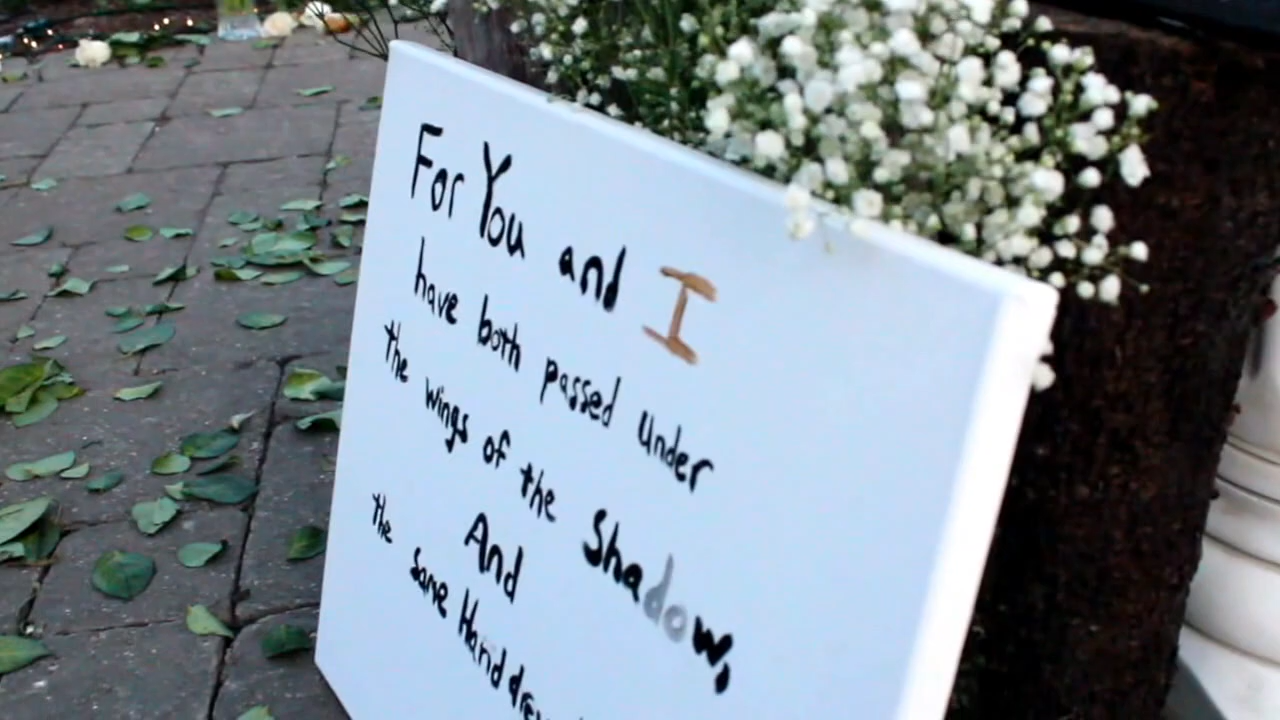 For You and I
have both passed under
the wings of the Shadow,
And
the same Hand